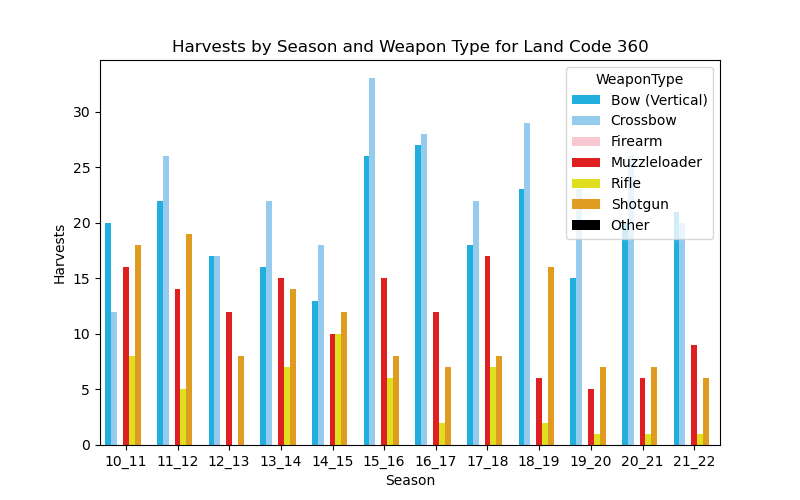 Harvests by Season and Weapon Type for Land Code 360
WeaponType
Bow (Vertical)
Crossbow
Firearm
Muzzleloader
Rifle
Shotgun
Other
Harvests
30
25
20
15
10
5
0
10_11 11_12 12_13 13_14 14_15 15_16 16_17 17_18 18_19 19_20 20_21 21_22
Season